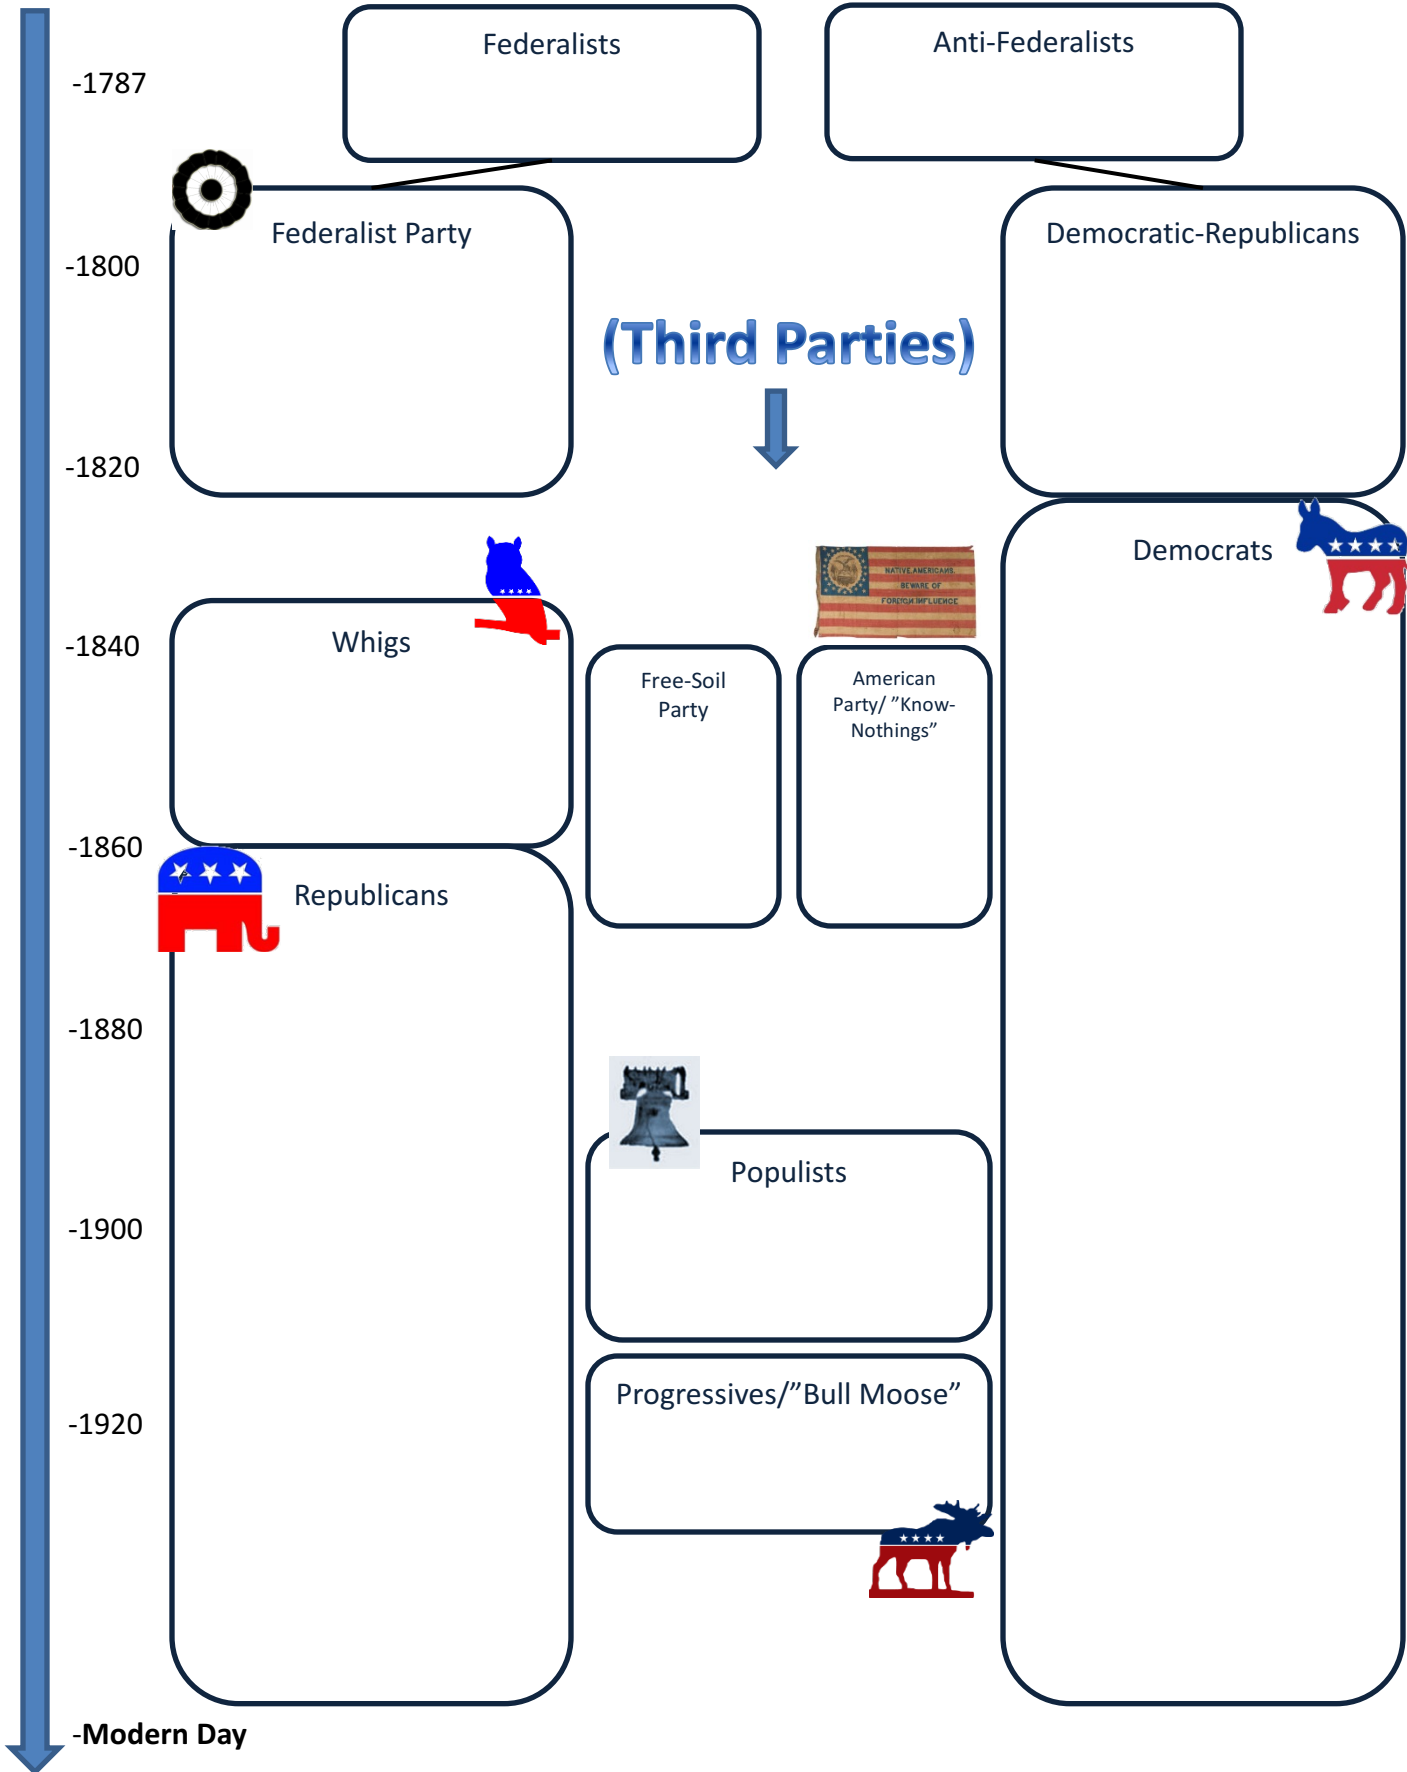 Federalists
Anti-Federalists
-1787
Federalist Party
Democratic-Republicans
-1800
(Third Parties)
-1820
Democrats
NATIVE AMERICANS.
BEWARE OF
FOREIGN INFLUENCE
Whigs
-1840
Free-Soil
Party
American
Party/ ”Know-
Nothings”
-1860
Republicans
-1880
Populists
-1900
Progressives/”Bull Moose”
-1920
-Modern Day